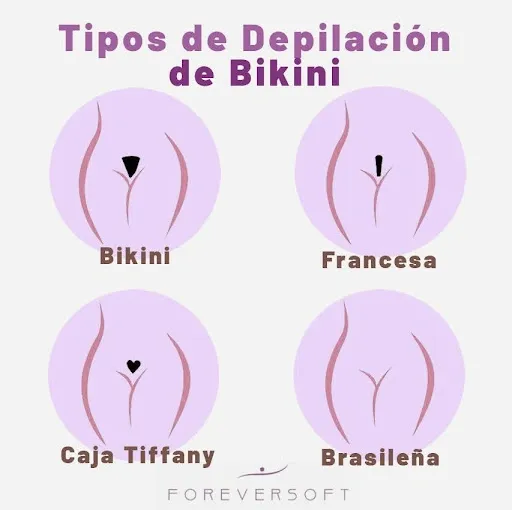 Tipos de Depilación
de Bikini
Bikini
Francesa
Caja Tiffany
Brasileña
FOREVERSOFT